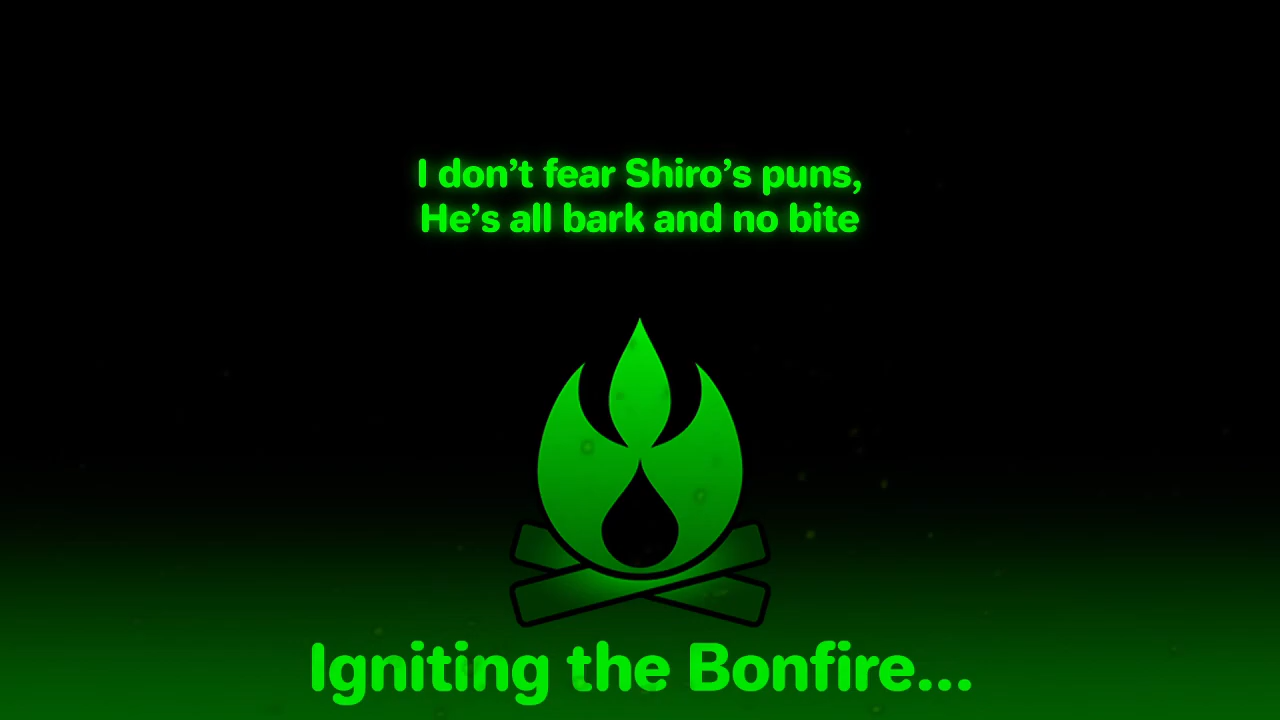 I don’t fear Shiro’s puns,
He’s all bark and no bite
Igniting the Bonfire...